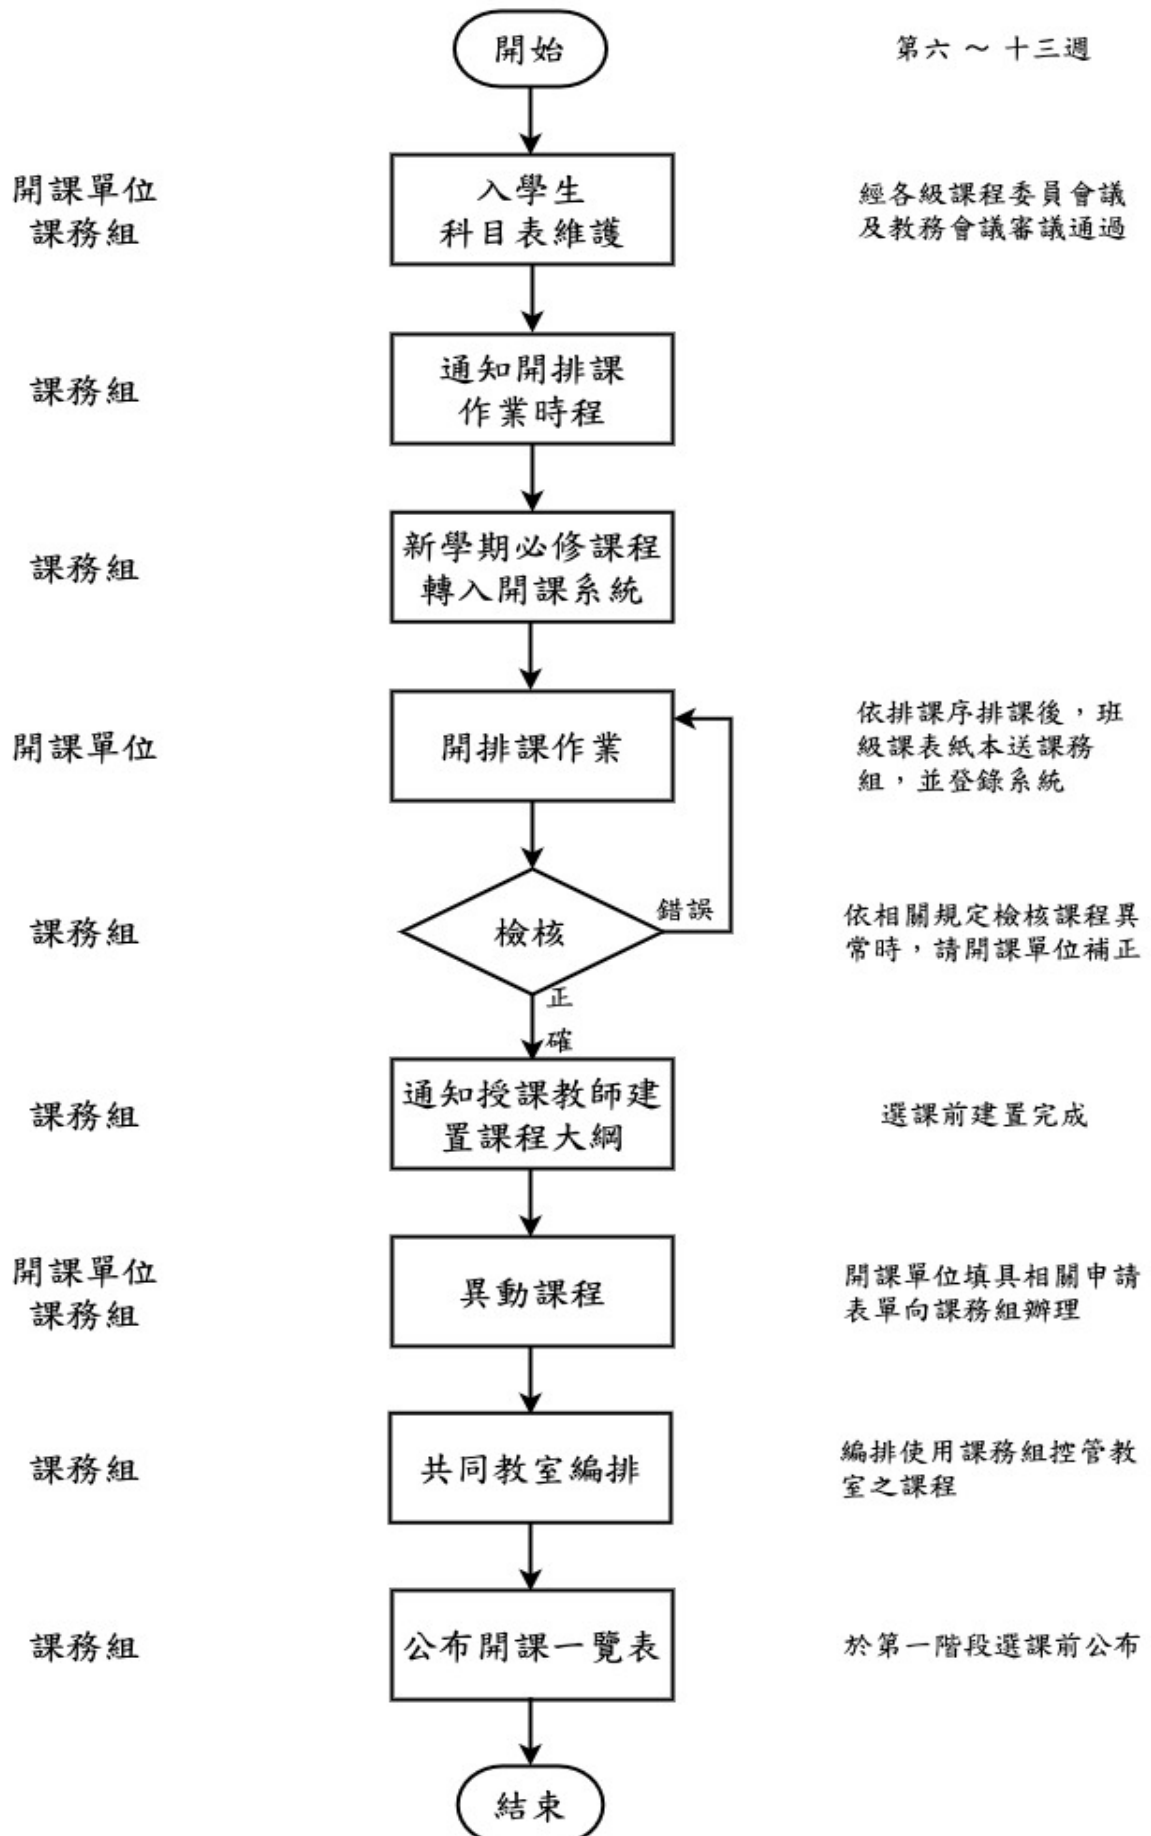 開始
第六 ～ 十三週
開課單位
課務組
入學生
科目表維護
經各級課程委員會議
及教務會議審議通過
課務組
通知開排課
作業時程
課務組
新學期必修課程
轉入開課系統
開課單位
開排課作業
依排課序排課後，班
級課表紙本送課務
組，並登錄系統
課務組
檢核
錯誤
依相關規定檢核課程異
常時，請開課單位補正
正
確
課務組
通知授課教師建
置課程大綱
選課前建置完成
開課單位
課務組
異動課程
開課單位填具相關申請
表單向課務組辦理
課務組
共同教室編排
編排使用課務組控管教
室之課程
課務組
公布開課一覽表
於第一階段選課前公布
結束